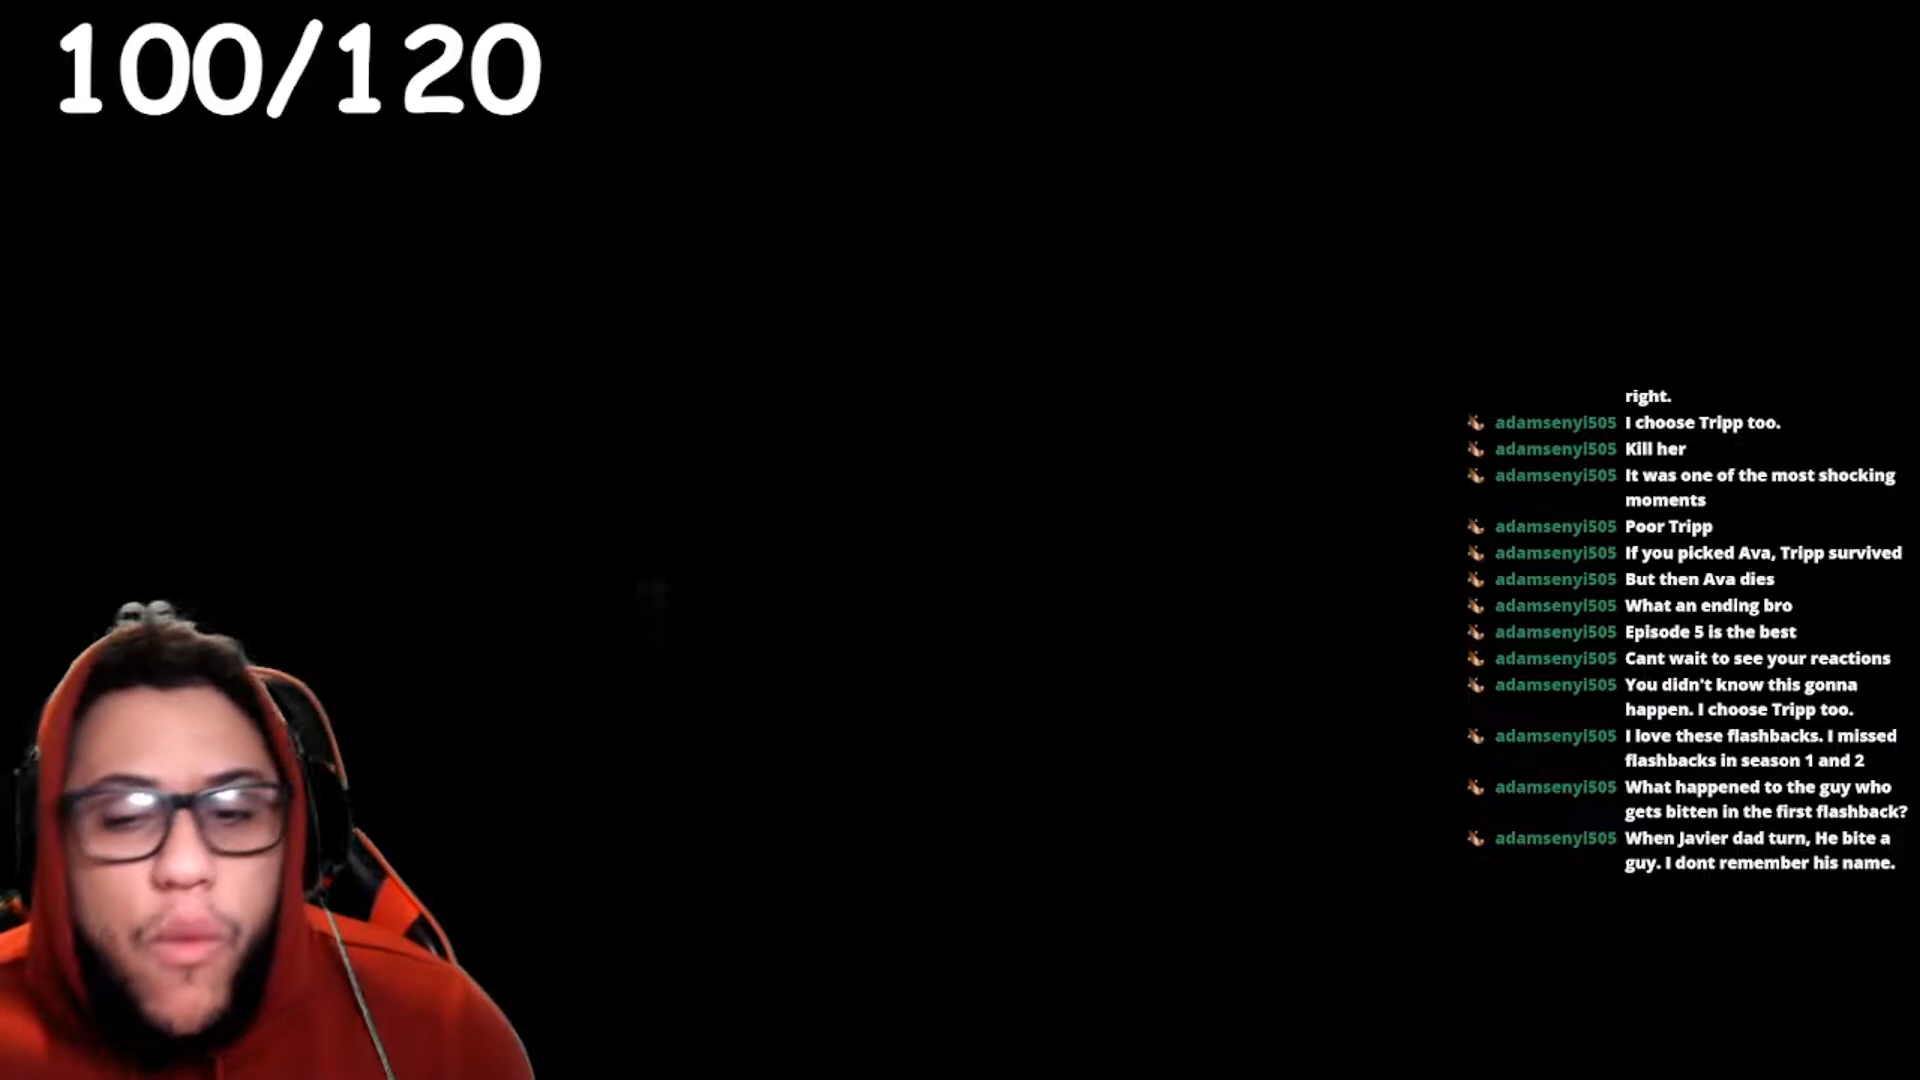 100/120
right.
adamsenyi505 I choose Tripp too.
adamsenyi505 Kill her
adamsenyi505 It was one of the most shocking
moments
adamsenyi505 Poor Tripp
adamsenyi505 If you picked Ava, Tripp survived
adamsenyi505 But then Ava dies
adamsenyi505 What an ending bro
adamsenyi505 Episode 5 is the best
adamsenyi505 Cant wait to see your reactions
adamsenyi505 You didn't know this gonna
happen. I choose Tripp too.
adamsenyi505 I love these flashbacks. I missed
flashbacks in season 1 and 2
adamsenyi505 What happened to the guy who
gets bitten in the first flashback?
adamsenyi505 When Javier dad turn, He bite a
guy. I dont remember his name.